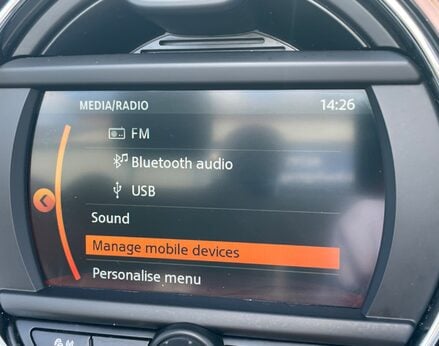 MEDIA/RADIO 14:26
FM
Bluetooth audio
USB
Sound
Manage mobile devices
Personalise menu